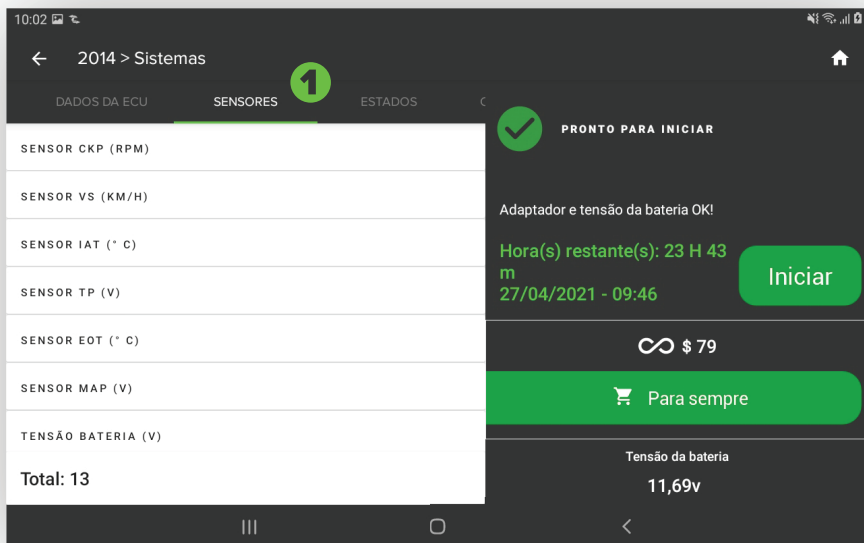 10:02
2014 > Sistemas
DADOS DA ECU
SENSORES
1
ESTADOS
SENSOR CKP (RPM)
SENSOR VS (KM/H)
SENSOR IAT (° C)
SENSOR TP (V)
SENSOR EOT (° C)
SENSOR MAP (V)
TENSÃO BATERIA (V)
Total: 13
PRONTO PARA INICIAR
Adaptador e tensão da bateria OK!
Hora(s) restante(s): 23 H 43
m
27/04/2021 - 09:46
Iniciar
$ 79
Para sempre
Tensão da bateria
11,69v